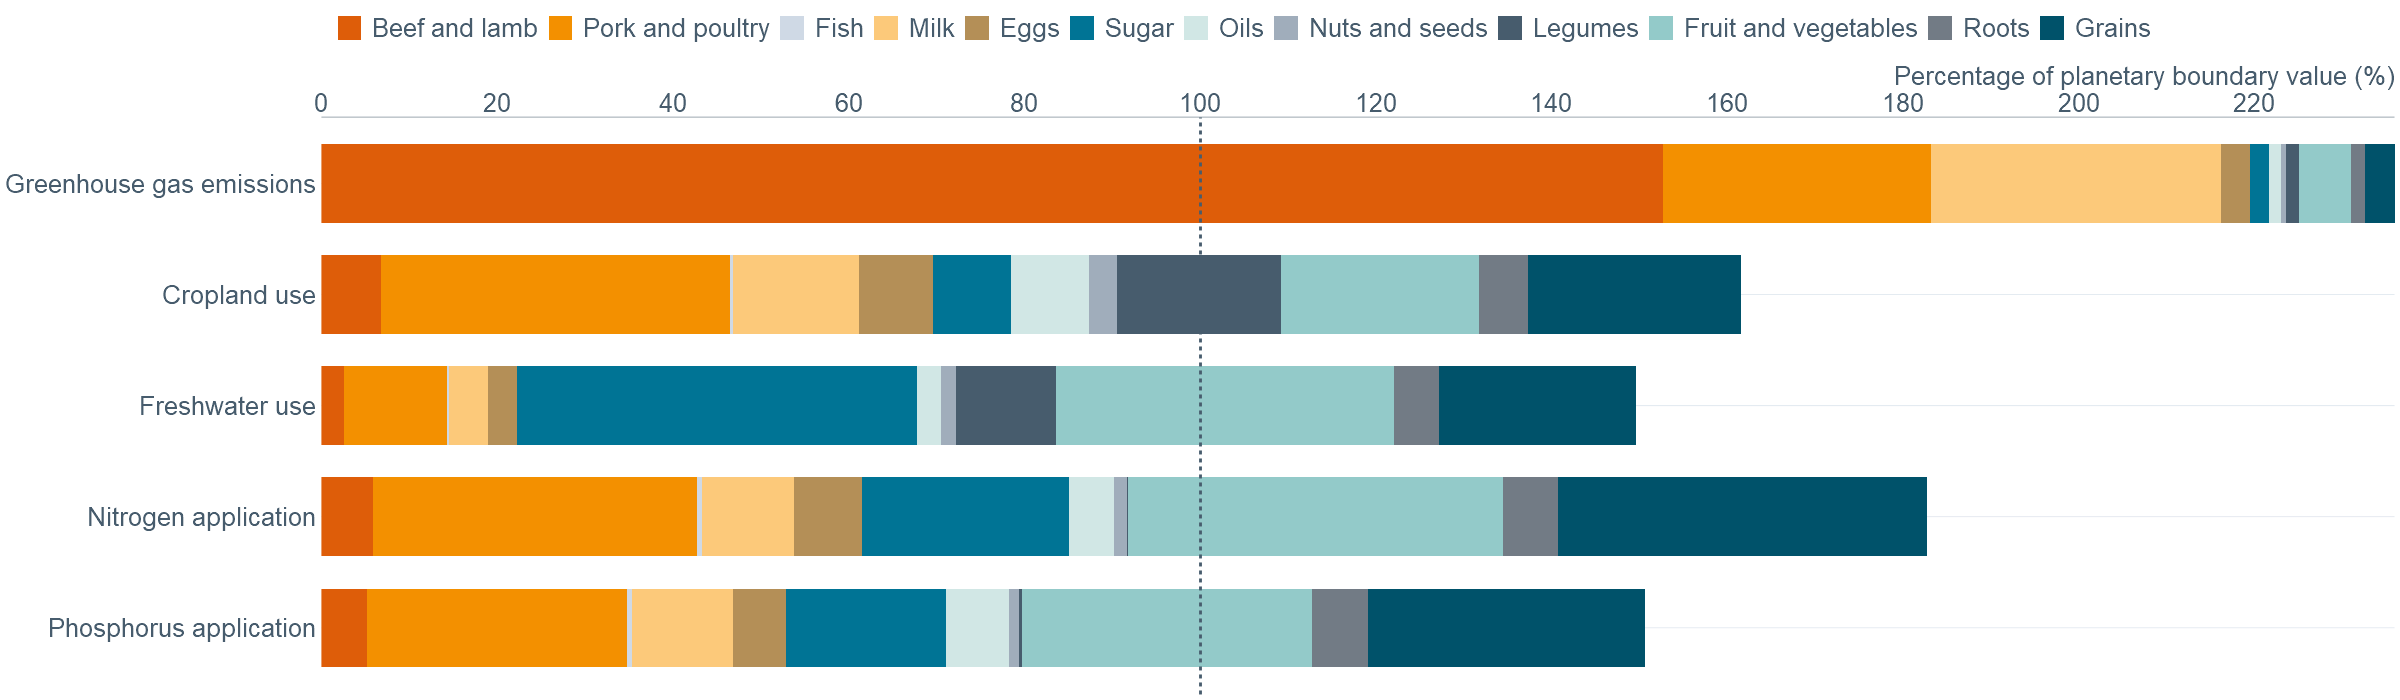 Beef and lamb Pork and poultry Fish Milk Eggs Sugar Oils Nuts and seeds Legumes Fruit and vegetables Roots Grains
Percentage of planetary boundary value (%)
0 20 40 60 80 100 120 140 160 180 200 220
Greenhouse gas emissions
Cropland use
Freshwater use
Nitrogen application
Phosphorus application